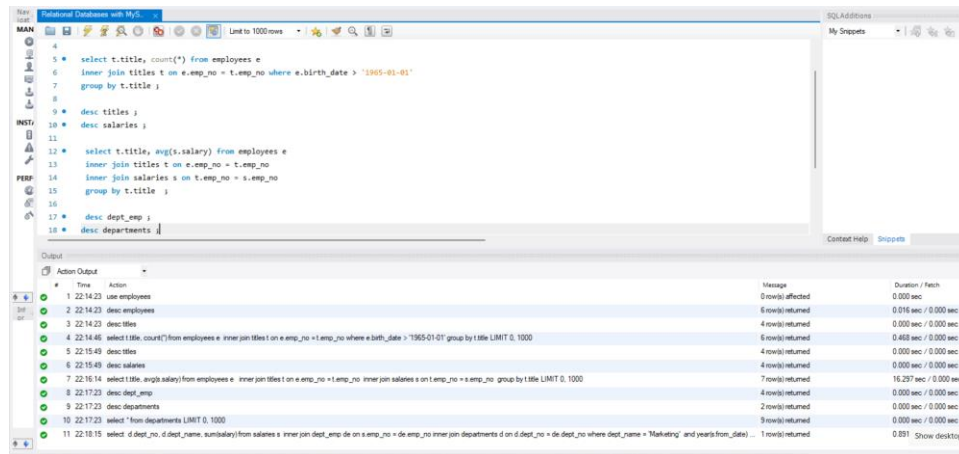 Nav
igat
Relational Databases with MyS.. x
SQLAdditions
MAN
Limit to 1000 rows
My Snippets
4
5 select t.title, count(*) from employees e
6 inner join titles t on e.emp_no = t.emp_no where e.birth_date > '1965-01-01'
7 group by t.title ;
8
9 desc titles ;
INST/
10 desc salaries ;
11
12 select t.title, avg(s.salary) from employees e
13 inner join titles t on e.emp_no = t.emp_no
PERF
14 inner join salaries s on t.emp_no = s.emp_no
15 group by t.title ;
16
17 desc dept_emp ;
18 desc departments ;
Context Help Snippets
Output
Action Output
# Time Action Message Duration / Fetch
1 22:14:23 use employees 0 row(s) affected 0.000 sec
2 22:14:23 desc employees 6 row(s) returned 0.016 sec / 0.000 sec
3 22:14:23 desc titles 4 row(s) returned 0.000 sec / 0.000 sec
4 22:14:46 select t.title, count(*) from employees e inner join titles t on e.emp_no = t.emp_no where e.birth_date > '1965-01-01' group by t.title LIMIT 0, 1000 6 row(s) returned 0.468 sec / 0.000 sec
5 22:15:49 desc titles 4 row(s) returned 0.000 sec / 0.000 sec
6 22:15:49 desc salaries 4 row(s) returned 0.000 sec / 0.000 sec
7 22:16:14 select t.title, avg(s.salary) from employees e inner join titles t on e.emp_no = t.emp_no inner join salaries s on t.emp_no = s.emp_no group by t.title LIMIT 0, 1000 7 row(s) returned 16.297 sec / 0.000 sec
8 22:17:23 desc dept_emp 4 row(s) returned 0.000 sec / 0.000 sec
9 22:17:23 desc departments 2 row(s) returned 0.000 sec / 0.000 sec
10 22:17:23 select * from departments LIMIT 0, 1000 9 row(s) returned 0.000 sec / 0.000 sec
11 22:18:15 select d.dept_no, d.dept_name, sum(salary) from salaries s inner join dept_emp de on s.emp_no = de.emp_no inner join departments d on d.dept_no = de.dept_no where dept_name = 'Marketing' and year(s.from_date) ... 1 row(s) returned 0.891
Show desktop